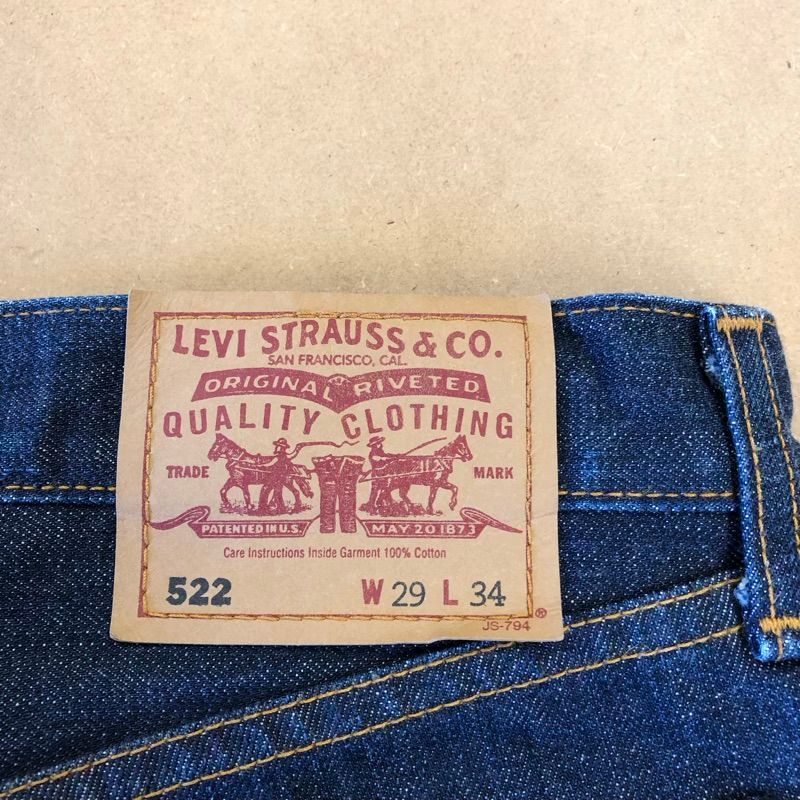 LEVI STRAUSS & CO.
SAN FRANCISCO, CAL.
ORIGINAL RIVETED
QUALITY CLOTHING
TRADE MARK
PATENTED IN U.S. MAY 20 1873
Care Instructions Inside Garment 100% Cotton
522 W 29 L 34
JS-794 ®